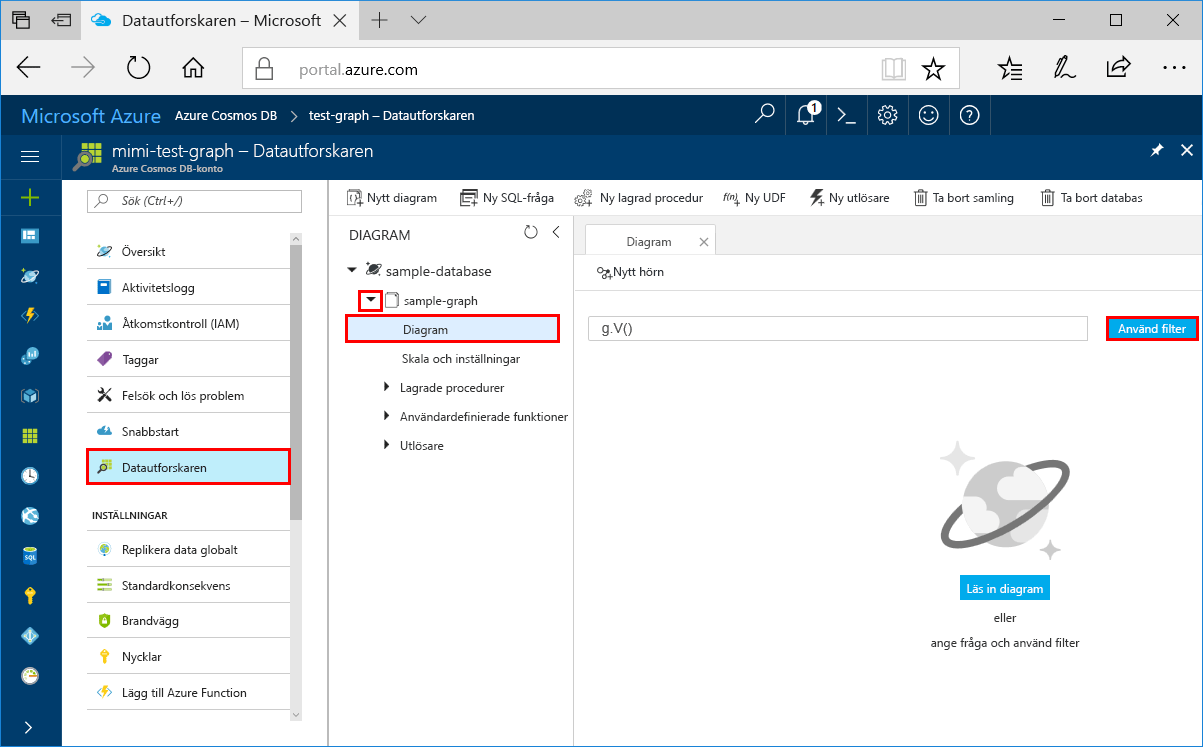 Datautforskaren – Microsoft
portal.azure.com
Microsoft Azure Azure Cosmos DB > test-graph – Datautforskaren
1
mimi-test-graph – Datautforskaren
Azure Cosmos DB-konto
Sök (Ctrl+/)
Översikt
Aktivitetslogg
Åtkomstkontroll (IAM)
Taggar
Felsök och lös problem
Snabbstart
Datautforskaren
INSTÄLLNINGAR
Replikera data globalt
Standardkonsekvens
Brandvägg
Nycklar
Lägg till Azure Function
SQL
Nytt diagram Ny SQL-fråga Ny lagrad procedur f(n) Ny UDF Ny utlösare Ta bort samling Ta bort databas
DIAGRAM
sample-database
sample-graph
Diagram
Skala och inställningar
Lagrade procedurer
Användardefinierade funktioner
Utlösare
Diagram
Nytt hörn
g.V()
Använd filter
Läs in diagram
eller
ange fråga och använd filter